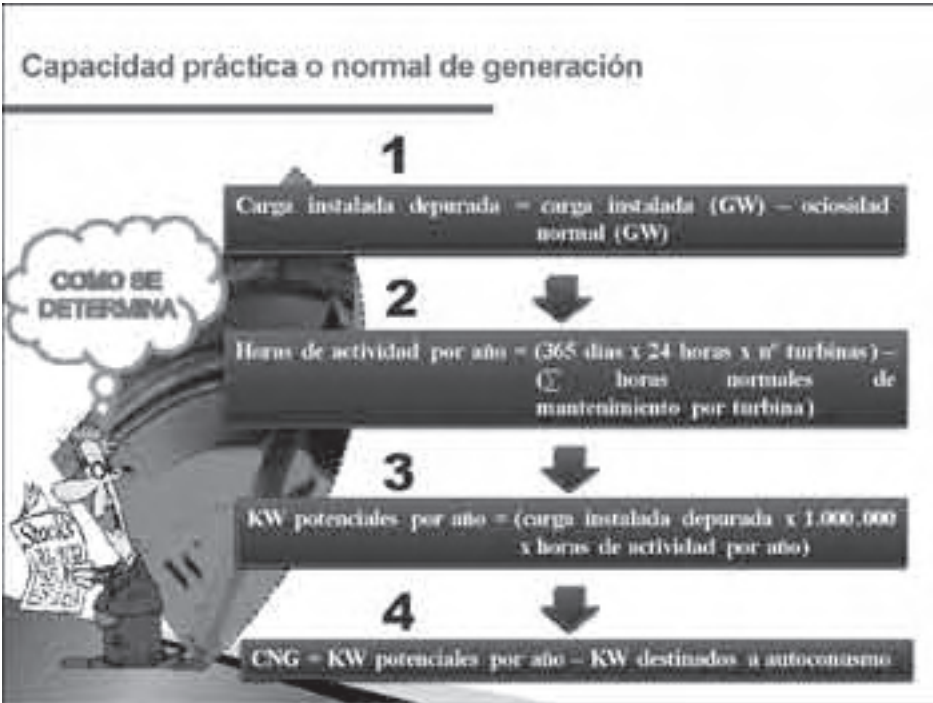 Capacidad práctica o normal de generación
1
Carga instalada depurada = carga instalada (GW) – ociosidad
normal (GW)
COMO SE
DETERMINA
2
Horas de actividad por año = (365 días x 24 horas x nº turbinas) –
(∑ horas normales de
mantenimiento por turbina)
3
KW potenciales por año = (carga instalada depurada x 1.000.000
x horas de actividad por año)
4
CNG = KW potenciales por año – KW destinados a autoconusmo
Stocks